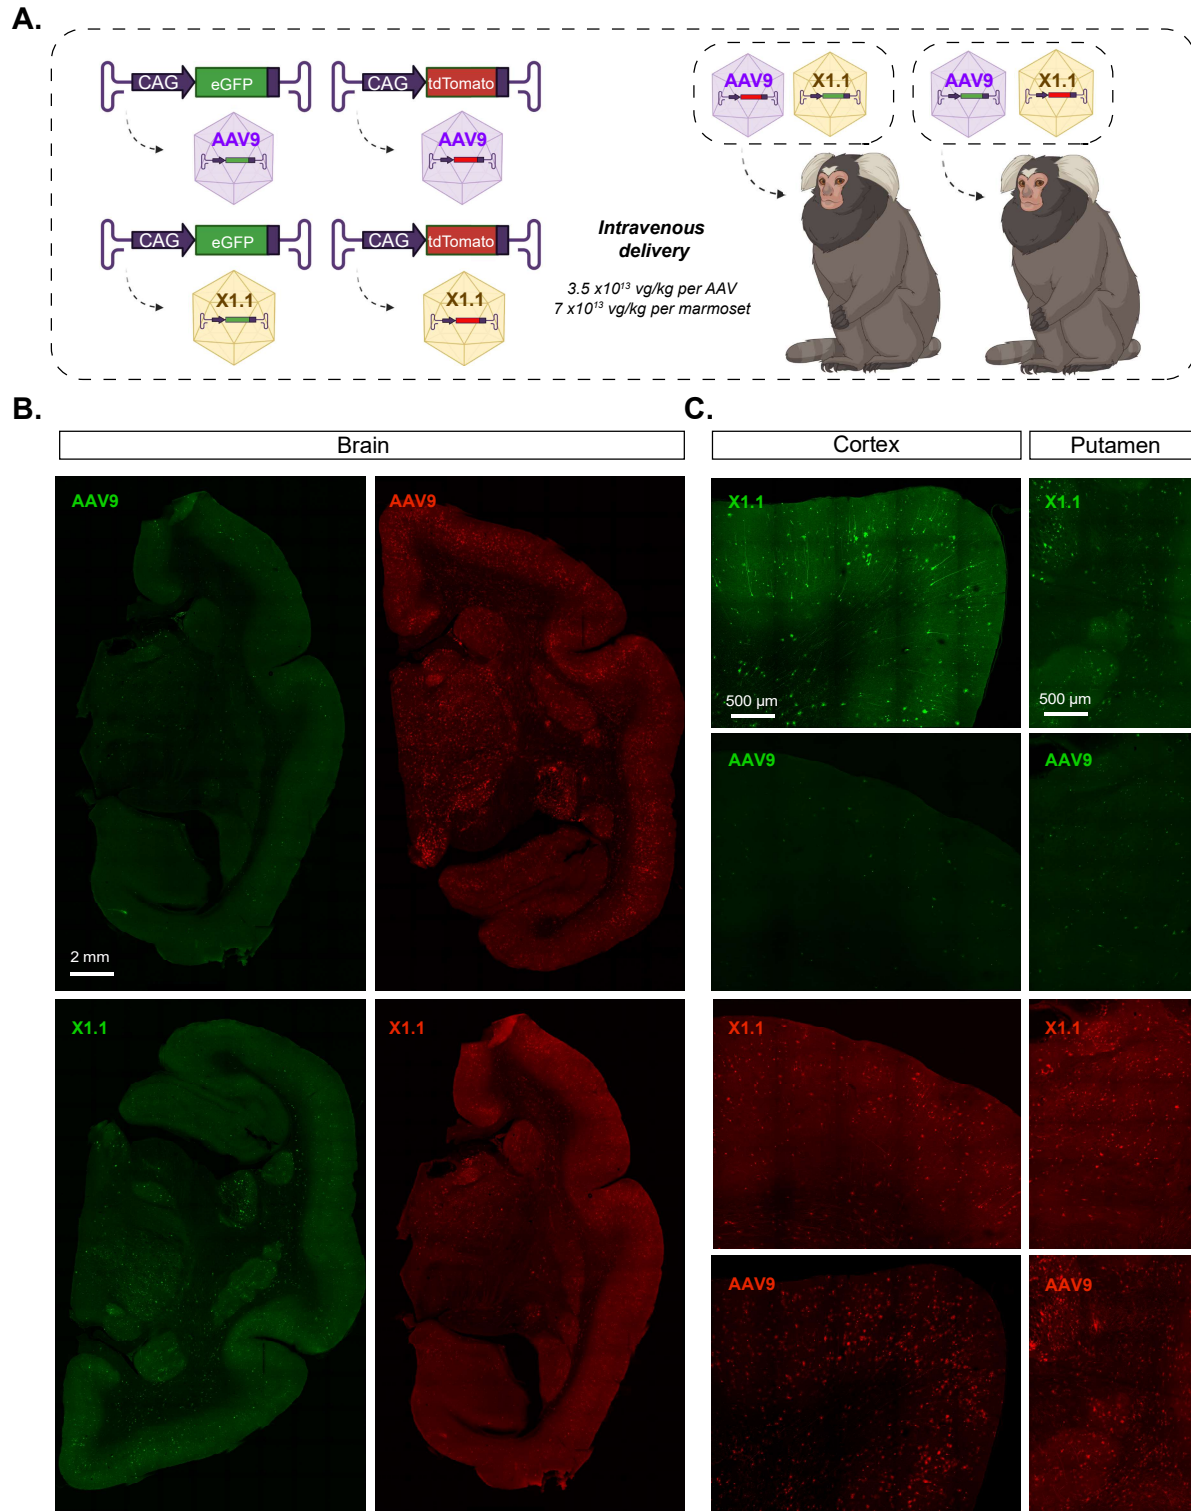 A.
CAG eGFP
CAG tdTomato
AAV9
AAV9
CAG eGFP
CAG tdTomato
X1.1
X1.1
Intravenous
delivery
3.5 x10¹³ vg/kg per AAV
7 x10¹³ vg/kg per marmoset
AAV9 X1.1
AAV9 X1.1
B.
Brain
AAV9
AAV9
2 mm
X1.1
X1.1
C.
Cortex
Putamen
X1.1
500 µm
X1.1
500 µm
AAV9
AAV9
X1.1
X1.1
AAV9
AAV9